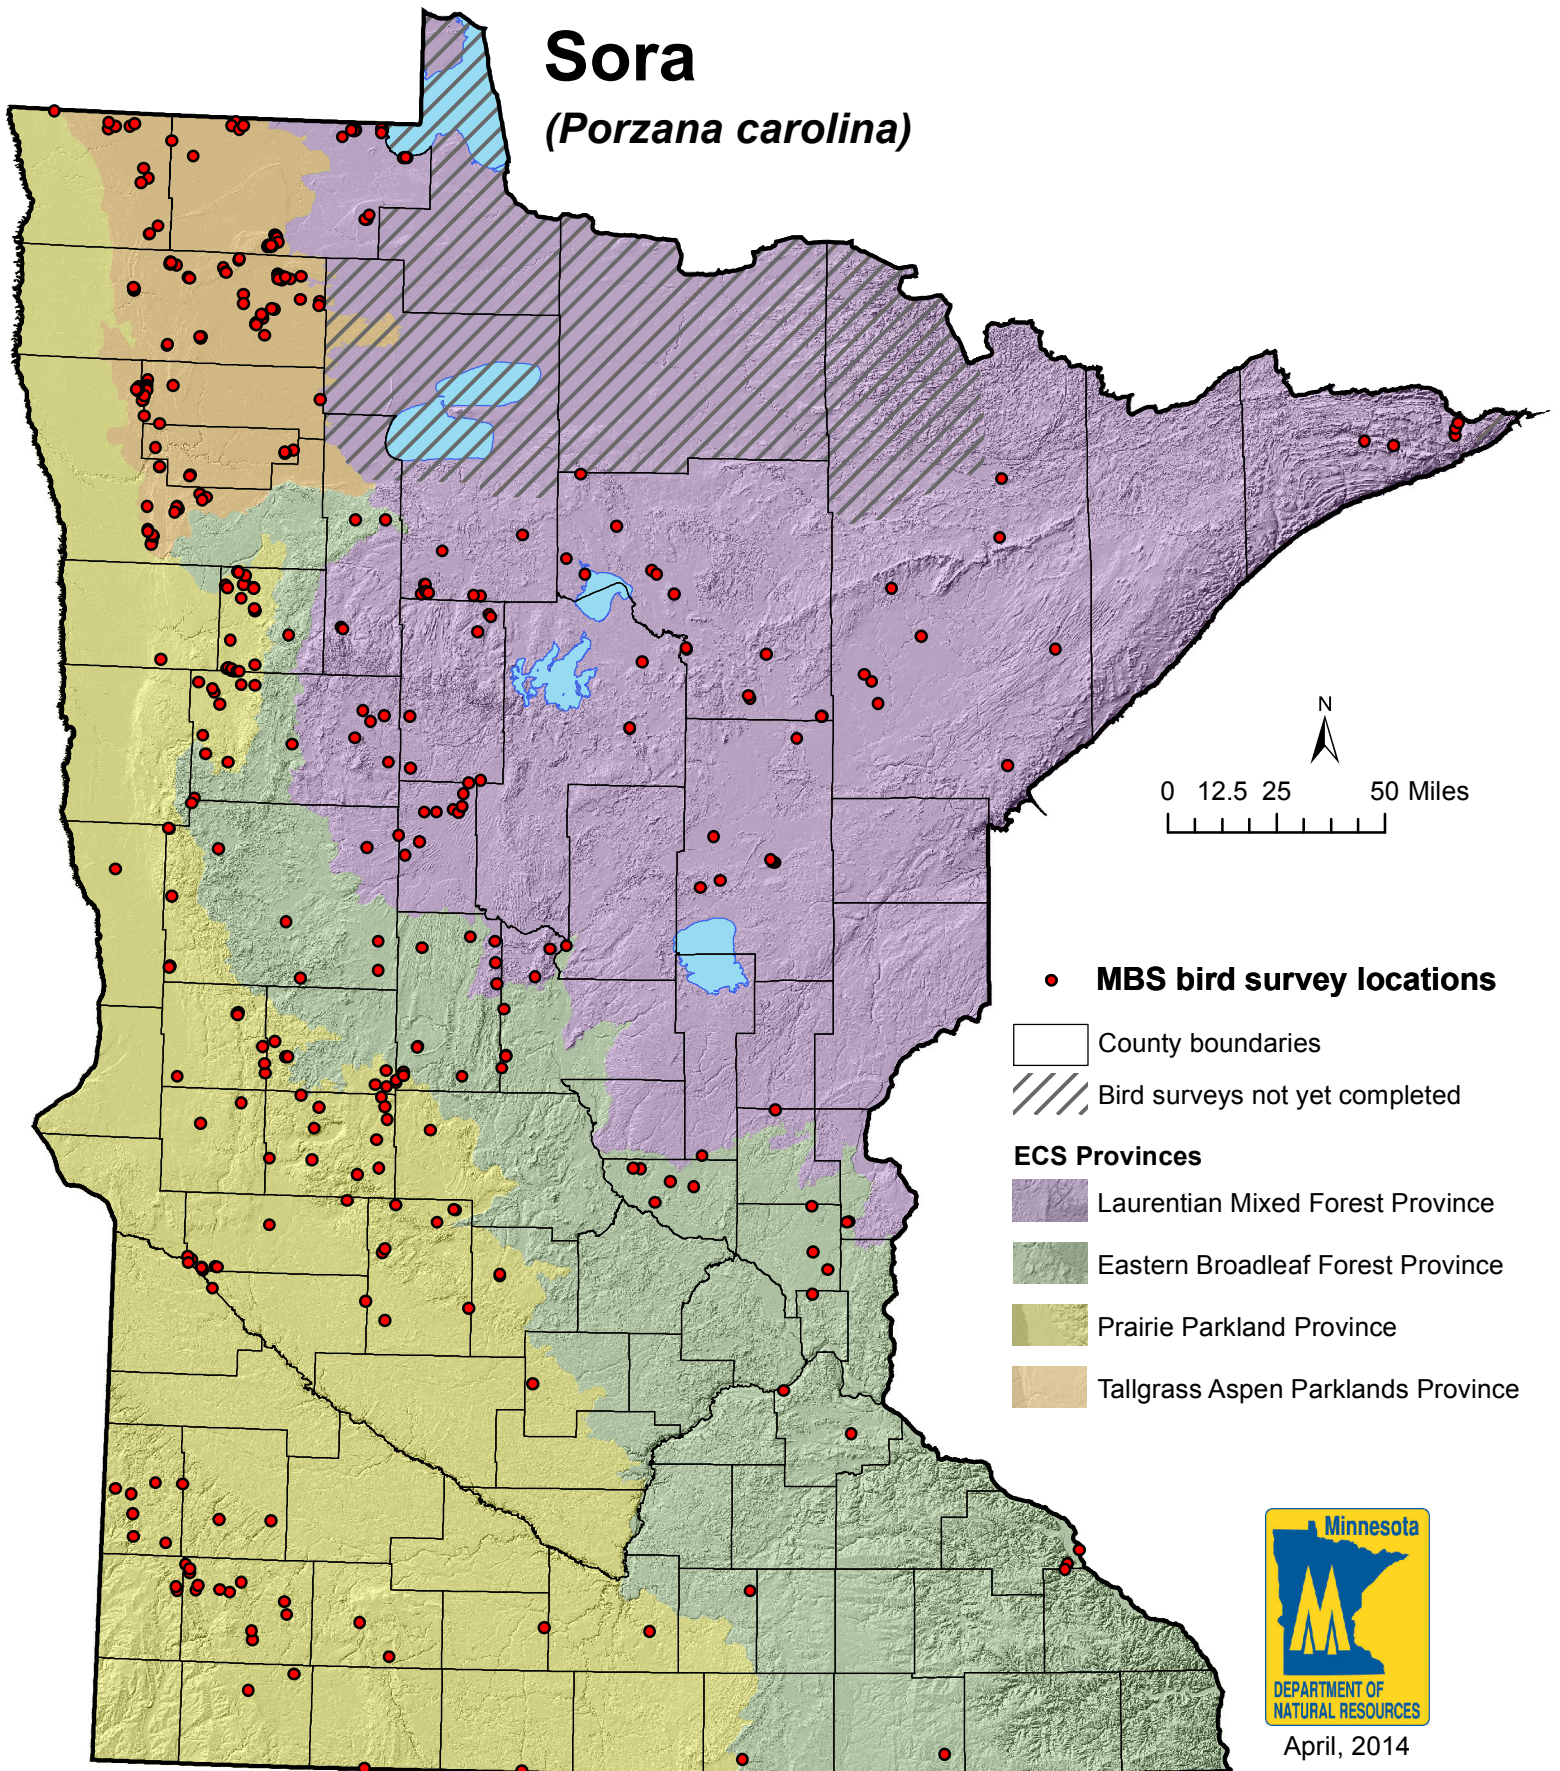 Sora
(Porzana carolina)
N
0 12.5 25 50 Miles
MBS bird survey locations
County boundaries
Bird surveys not yet completed
ECS Provinces
Laurentian Mixed Forest Province
Eastern Broadleaf Forest Province
Prairie Parkland Province
Tallgrass Aspen Parklands Province
Minnesota
DEPARTMENT OF
NATURAL RESOURCES
April, 2014